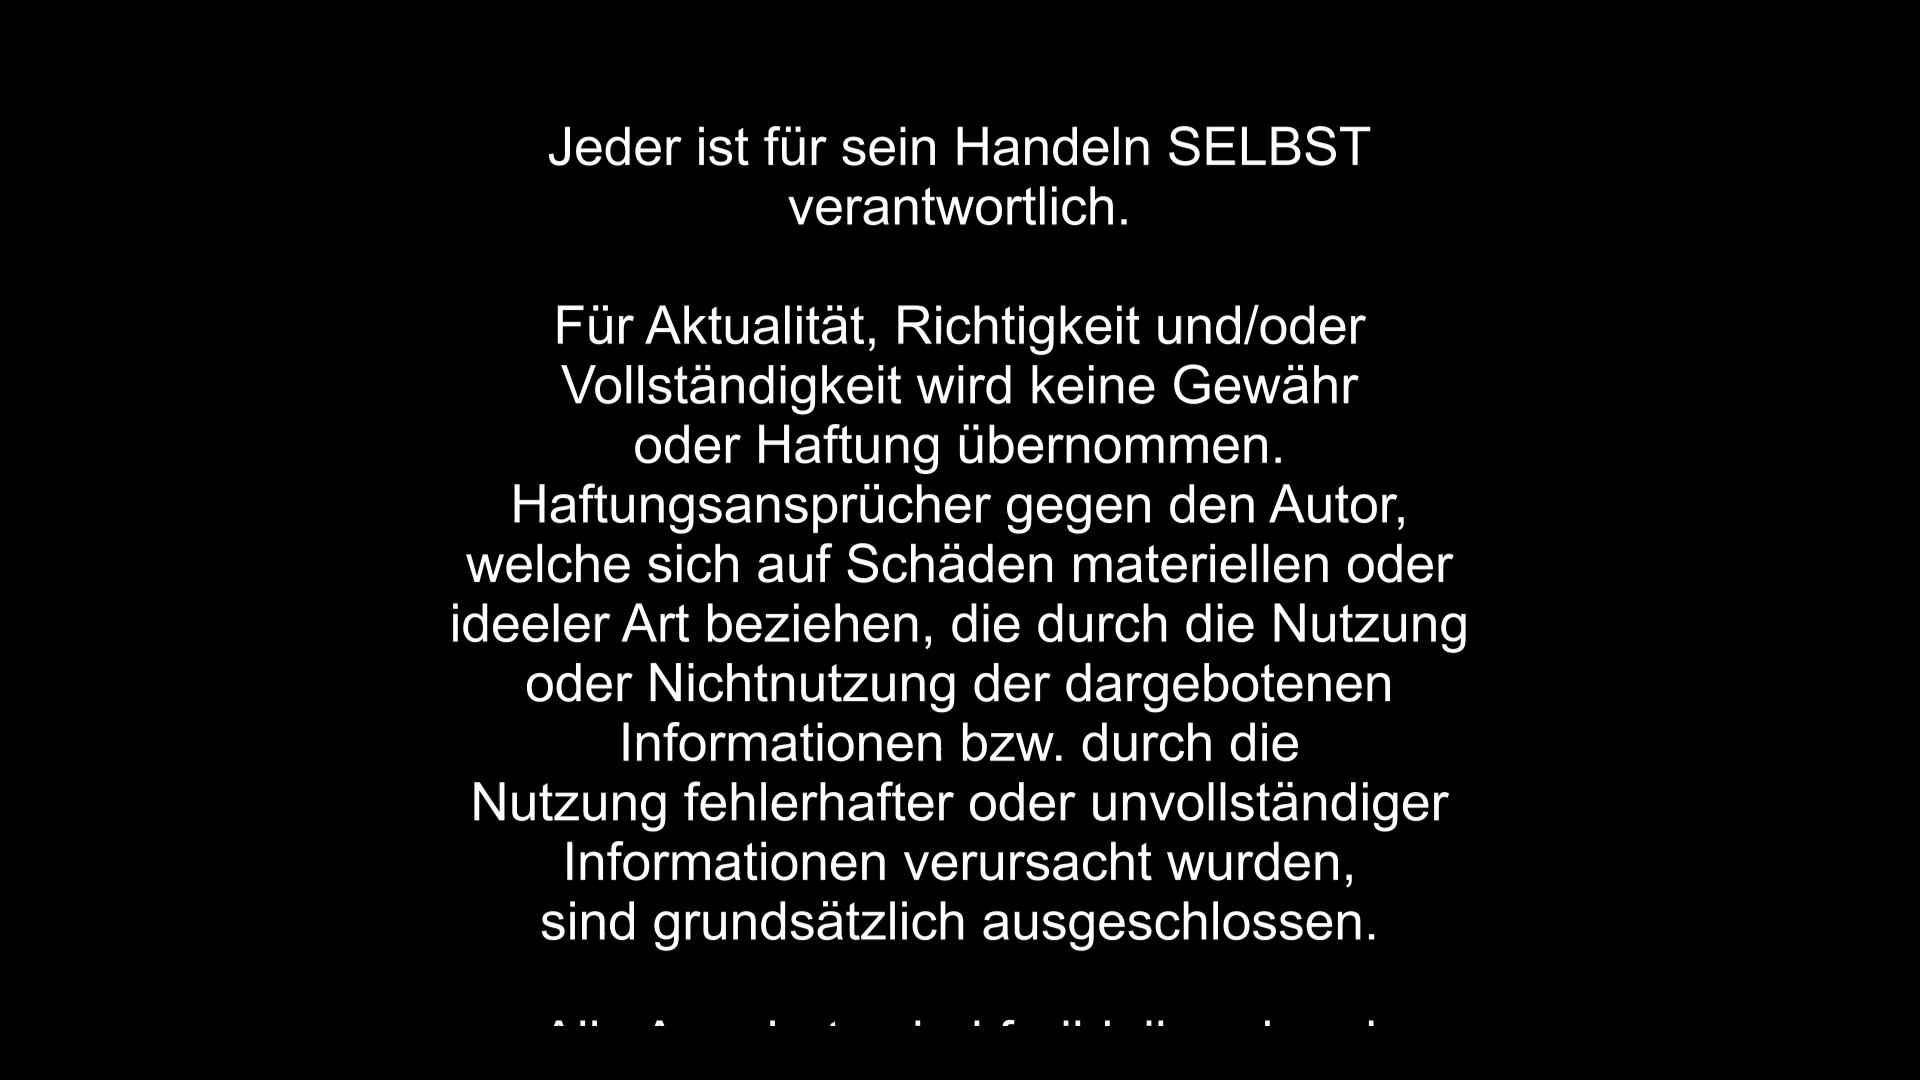 Jeder ist für sein Handeln SELBST
verantwortlich.
Für Aktualität, Richtigkeit und/oder
Vollständigkeit wird keine Gewähr
oder Haftung übernommen.
Haftungsansprücher gegen den Autor,
welche sich auf Schäden materiellen oder
ideeler Art beziehen, die durch die Nutzung
oder Nichtnutzung der dargebotenen
Informationen bzw. durch die
Nutzung fehlerhafter oder unvollständiger
Informationen verursacht wurden,
sind grundsätzlich ausgeschlossen.